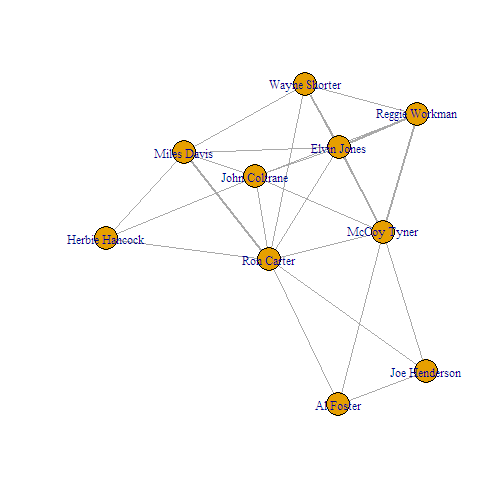 Wayne Shorter
Reggie Workman
Elvin Jones
Miles Davis
John Coltrane
McCoy Tyner
Herbie Hancock
Ron Carter
Joe Henderson
Al Foster